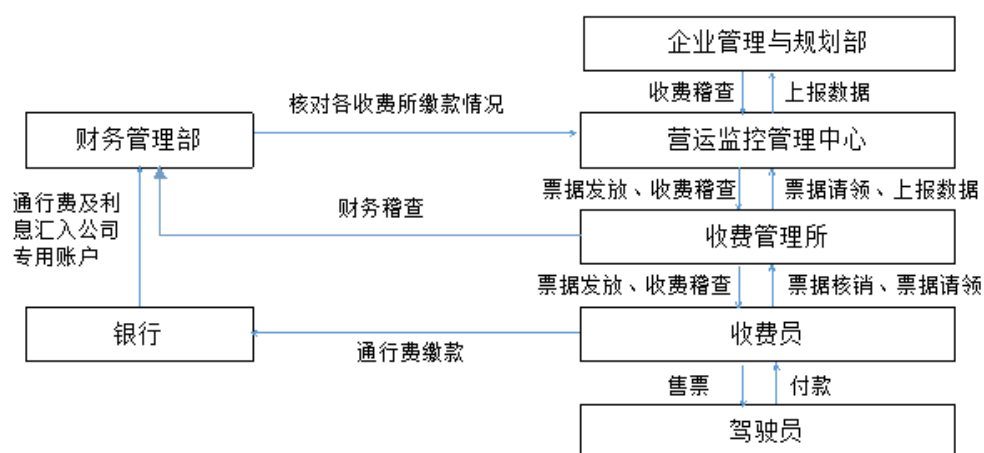 企业管理与规划部
收费稽查
上报数据
核对各收费所缴款情况
财务管理部
营运监控管理中心
通行费及利
息汇入公司
专用账户
票据发放、收费稽查
票据请领、上报数据
财务稽查
收费管理所
票据发放、收费稽查
票据核销、票据请领
银行
收费员
通行费缴款
售票
付款
驾驶员